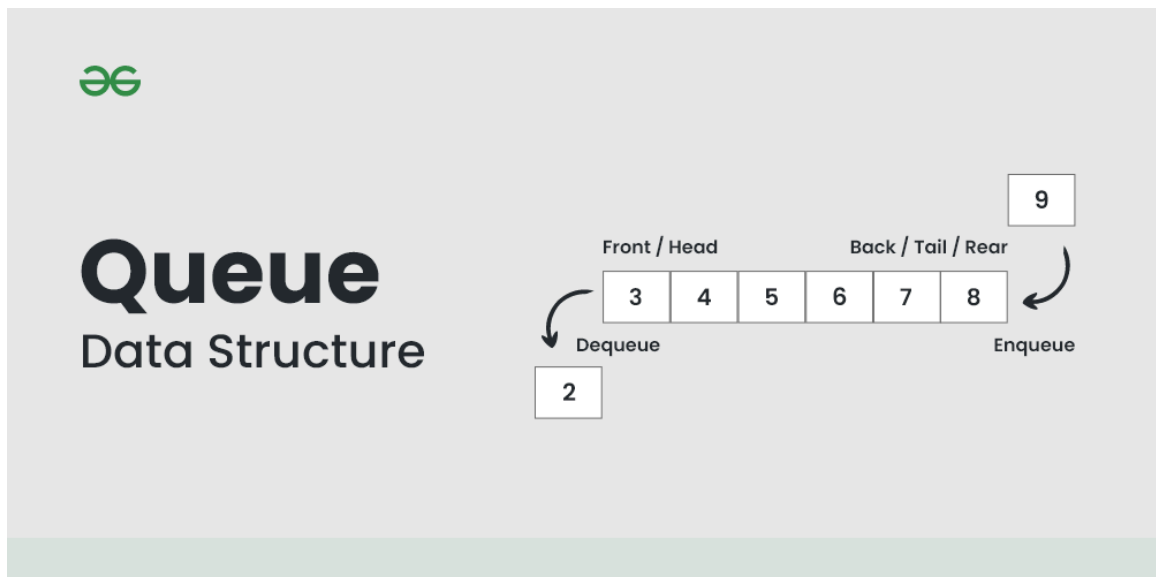 Queue
Data Structure
9
Front / Head
Back / Tail / Rear
3 4 5 6 7 8
Dequeue
Enqueue
2